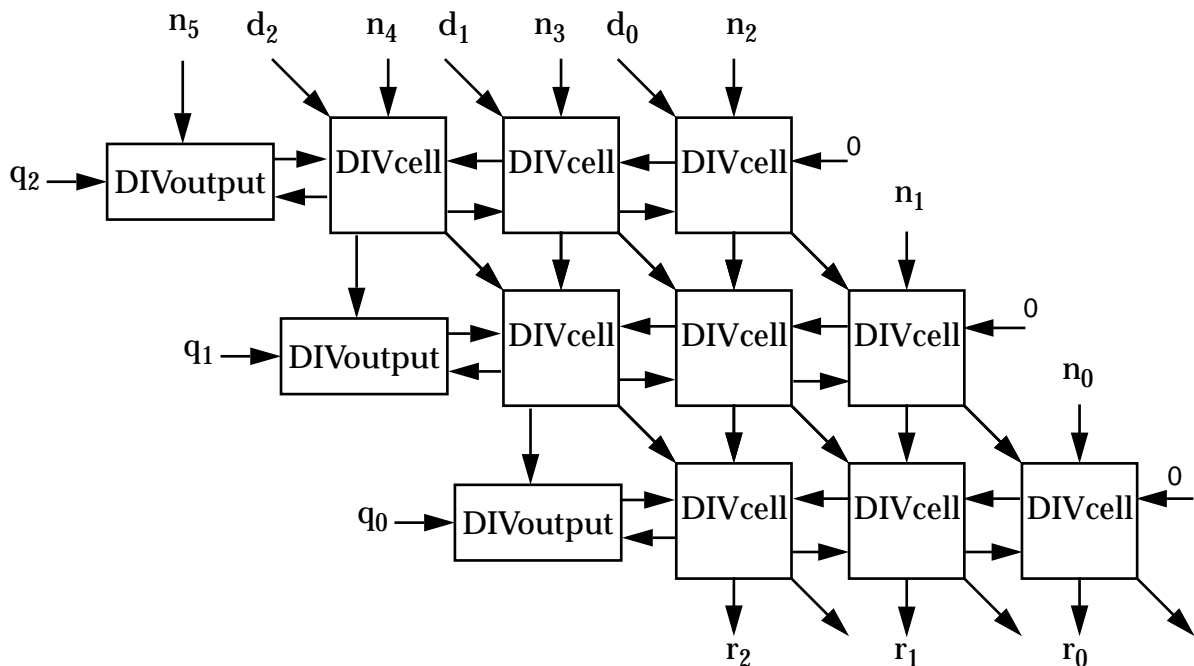 n5 d2 n4 d1 n3 d0 n2
DIVcell DIVcell DIVcell 0
q2 DIVoutput
n1
DIVcell DIVcell DIVcell 0
q1 DIVoutput
n0
DIVcell DIVcell DIVcell 0
q0 DIVoutput
r2 r1 r0